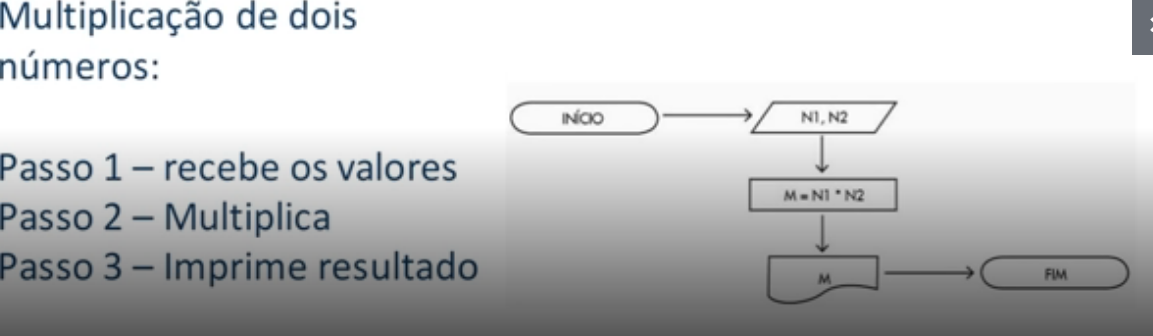 Multiplicação de dois
números:
Passo 1 – recebe os valores
Passo 2 – Multiplica
Passo 3 – Imprime resultado
INÍCIO
N1, N2
M = N1 * N2
M
FIM